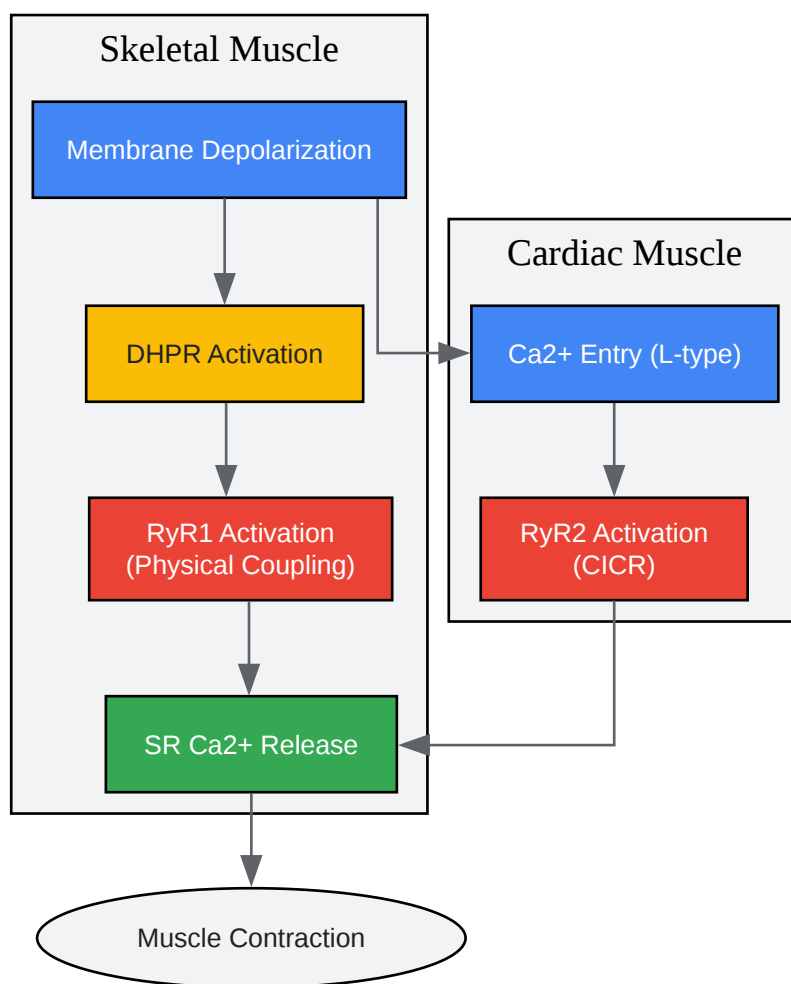 Skeletal Muscle
Membrane Depolarization
Cardiac Muscle
DHPR Activation
Ca2+ Entry (L-type)
RyR1 Activation
(Physical Coupling)
RyR2 Activation
(CICR)
SR Ca2+ Release
Muscle Contraction